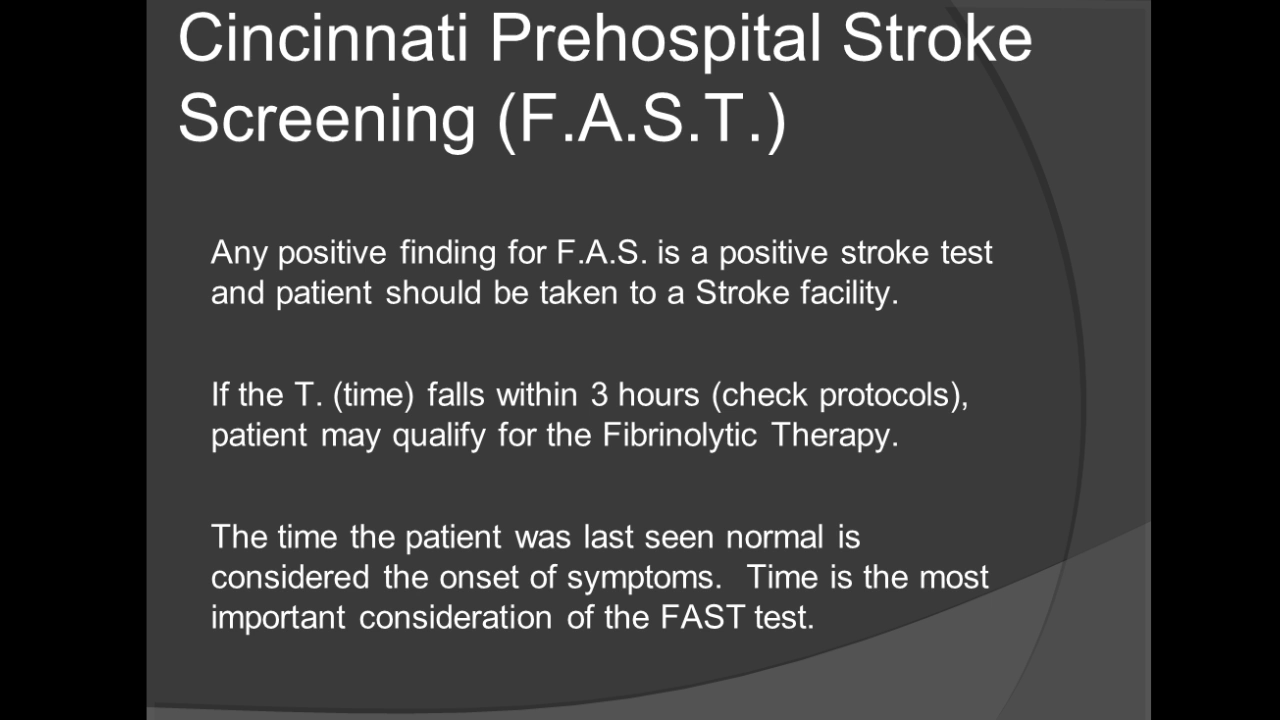 Cincinnati Prehospital Stroke
Screening (F.A.S.T.)
Any positive finding for F.A.S. is a positive stroke test
and patient should be taken to a Stroke facility.
If the T. (time) falls within 3 hours (check protocols),
patient may qualify for the Fibrinolytic Therapy.
The time the patient was last seen normal is
considered the onset of symptoms. Time is the most
important consideration of the FAST test.